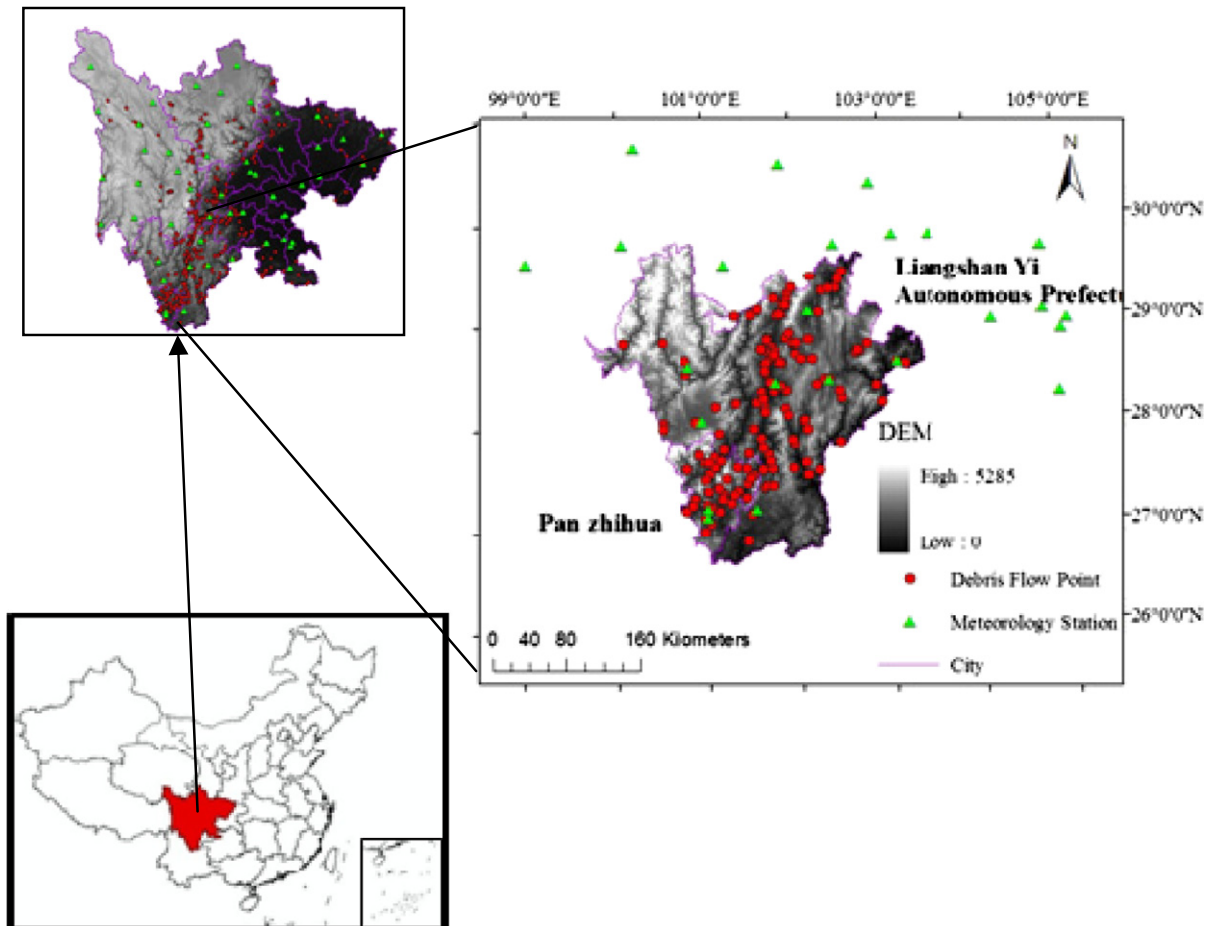 99°0'0"E 101°0'0"E 103°0'0"E 105°0'0"E
N
30°0'0"N
Liangshan Yi
Autonomous Prefectu
29°0'0"N
28°0'0"N
DEM
High : 5285
27°0'0"N
Pan zhihua
Low : 0
Debris Flow Point
26°0'0"N
Meteorology Station
0 40 80 160 Kilometers
City